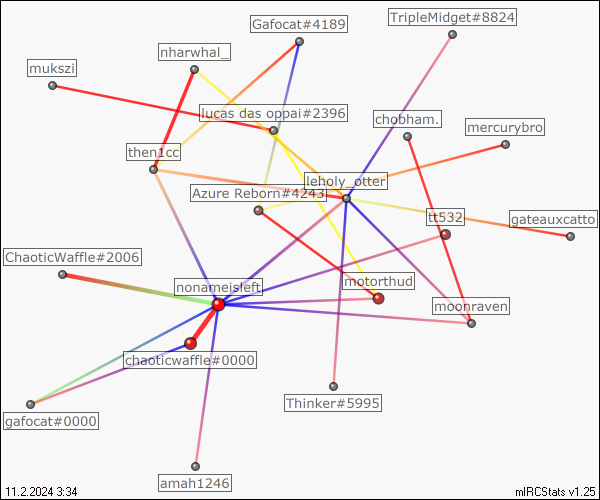 TripleMidget#8824
Gafocat#4189
nharwhal_
mukszi
lucas das oppai#2396
chobham.
mercurybro
then1cc
leholy_otter
Azure Reborn#4243
tt532
gateauxcatto
ChaoticWaffle#2006
nonameisleft
motorthud
moonraven
chaoticwaffle#0000
Thinker#5995
gafocat#0000
amah1246
11.2.2024 3:34
mIRCStats v1.25